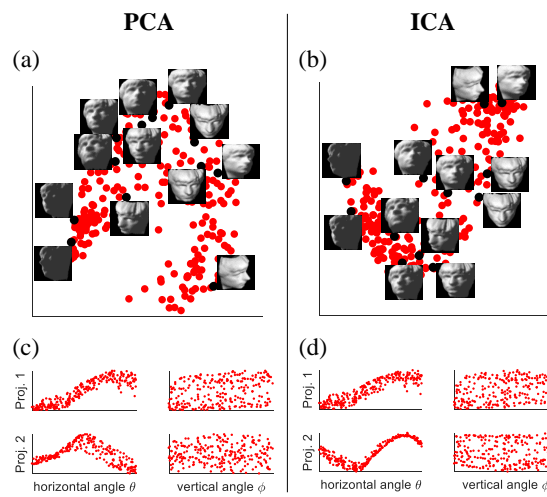 PCA
ICA
(a)
(b)
(c)
(d)
Proj. 1
Proj. 1
Proj. 2
Proj. 2
horizontal angle θ
vertical angle ϕ
horizontal angle θ
vertical angle ϕ